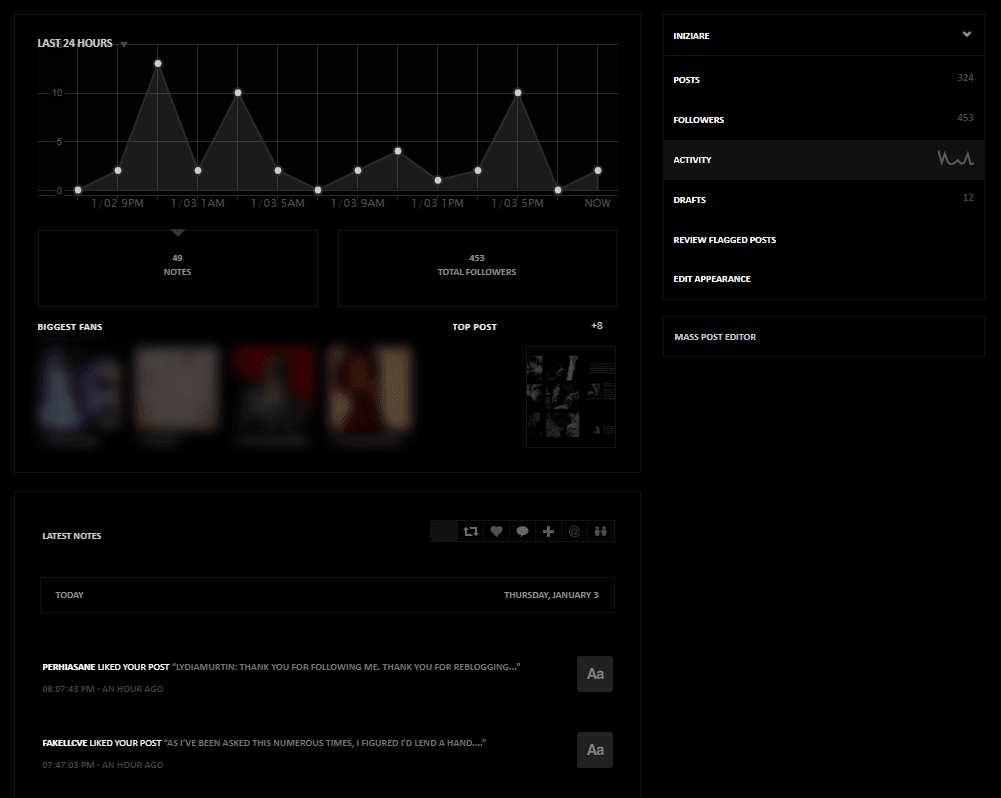 LAST 24 HOURS
10
5
0
1/02 9PM 1/03 1AM 1/03 5AM 1/03 9AM 1/03 1PM 1/03 5PM NOW
49
NOTES
453
TOTAL FOLLOWERS
BIGGEST FANS
TOP POST +8
LATEST NOTES
@
TODAY THURSDAY, JANUARY 3
PERHIASANE LIKED YOUR POST “LYDIAMURTIN: THANK YOU FOR FOLLOWING ME. THANK YOU FOR REBLOGGING...”
Aa
08:07:43 PM · AN HOUR AGO
FAKELLCVE LIKED YOUR POST “AS I’VE BEEN ASKED THIS NUMEROUS TIMES, I FIGURED I’D LEND A HAND....”
Aa
07:47:03 PM · AN HOUR AGO
INIZIARE
POSTS 324
FOLLOWERS 453
ACTIVITY
DRAFTS 12
REVIEW FLAGGED POSTS
EDIT APPEARANCE
MASS POST EDITOR